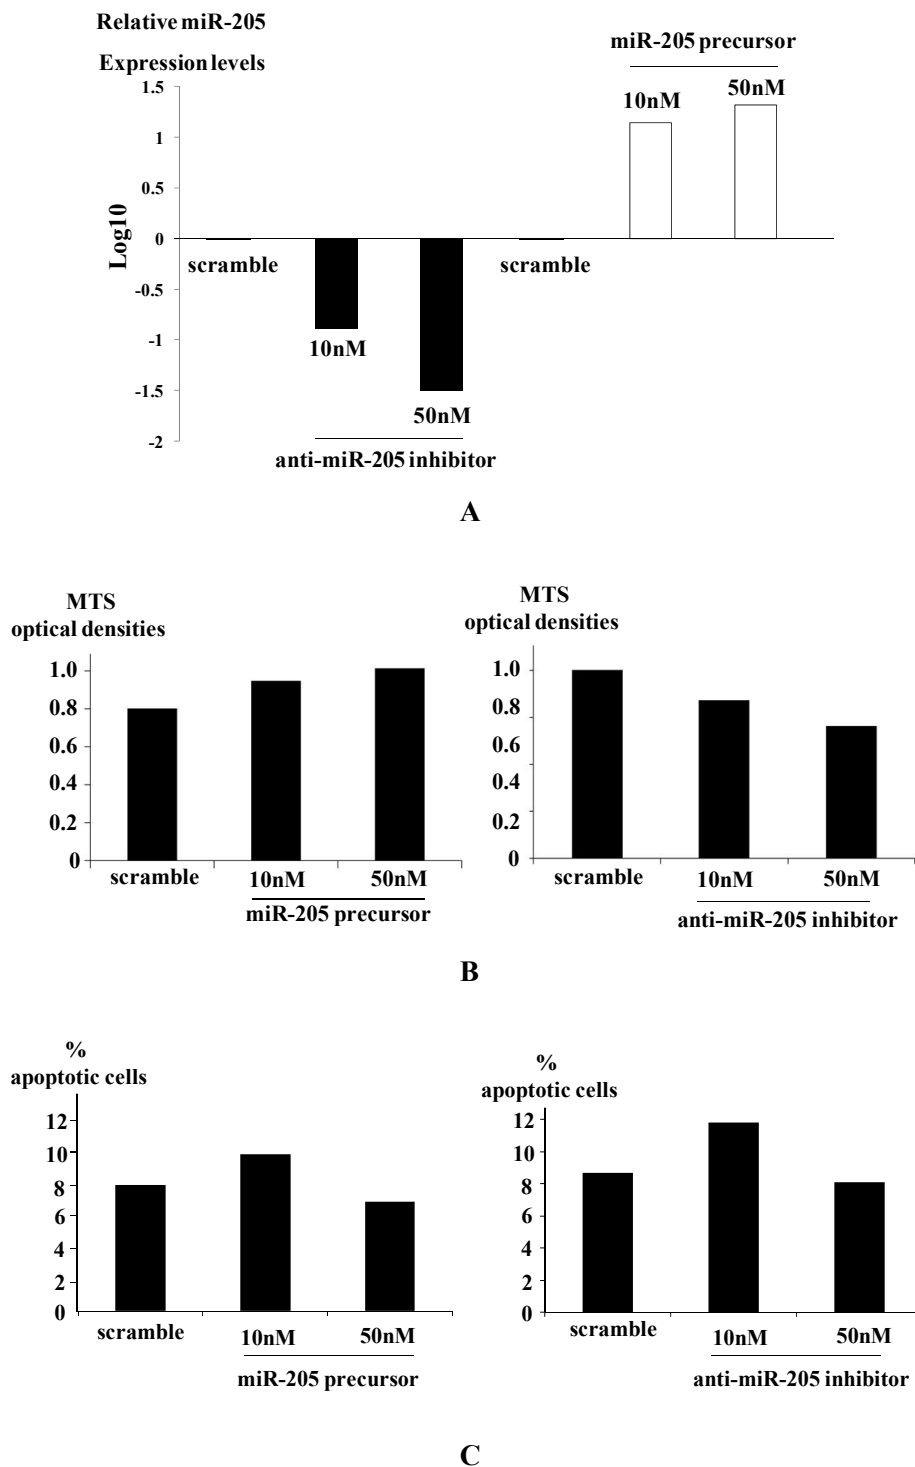 Relative miR-205
Expression levels
miR-205 precursor
10nM
50nM
1.5
1
0.5
0
-0.5
-1
-1.5
-2
Log10
scramble
scramble
10nM
50nM
anti-miR-205 inhibitor
A
MTS
optical densities
1.0
0.8
0.6
0.4
0.2
0
scramble
10nM
50nM
miR-205 precursor
MTS
optical densities
1.0
0.8
0.6
0.4
0.2
0
scramble
10nM
50nM
anti-miR-205 inhibitor
B
%
apoptotic cells
12
10
8
6
4
2
0
scramble
10nM
50nM
miR-205 precursor
%
apoptotic cells
12
10
8
6
4
2
0
scramble
10nM
50nM
anti-miR-205 inhibitor
C